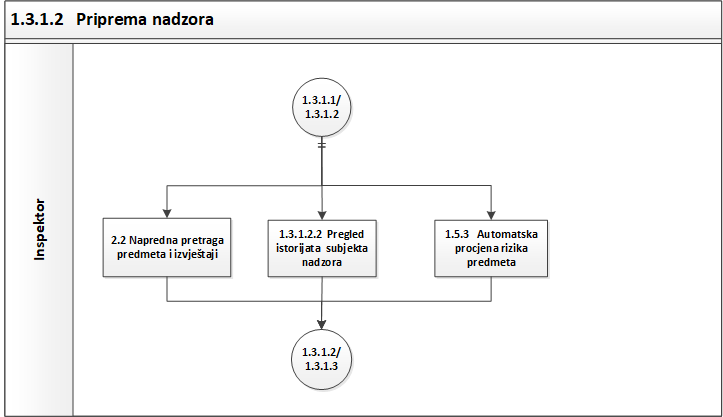 1.3.1.2 Priprema nadzora
Inspektor
1.3.1.1/
1.3.1.2
2.2 Napredna pretraga
predmeta i izvještaji
1.3.1.2.2 Pregled
istorijata subjekta
nadzora
1.5.3 Automatska
procjena rizika
predmeta
1.3.1.2/
1.3.1.3